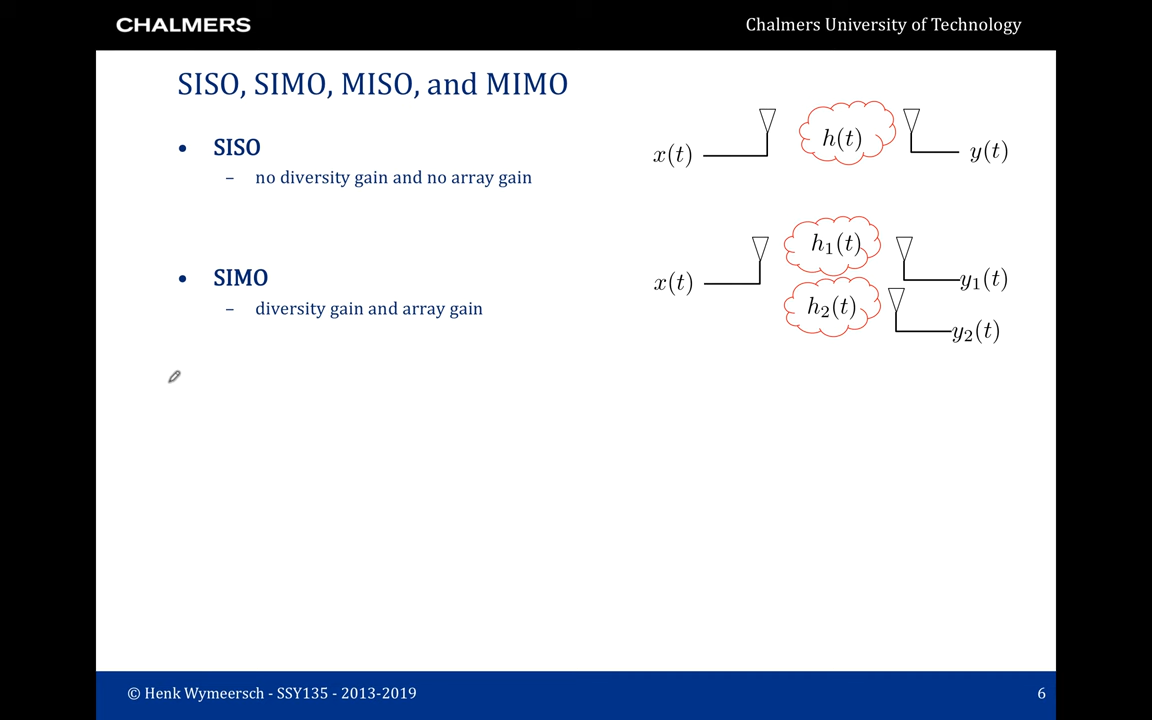 CHALMERS
Chalmers University of Technology
SISO, SIMO, MISO, and MIMO
• SISO
– no diversity gain and no array gain
x(t) h(t) y(t)
• SIMO
– diversity gain and array gain
x(t) h₁(t) y₁(t)
h₂(t) y₂(t)
© Henk Wymeersch - SSY135 - 2013-2019
6